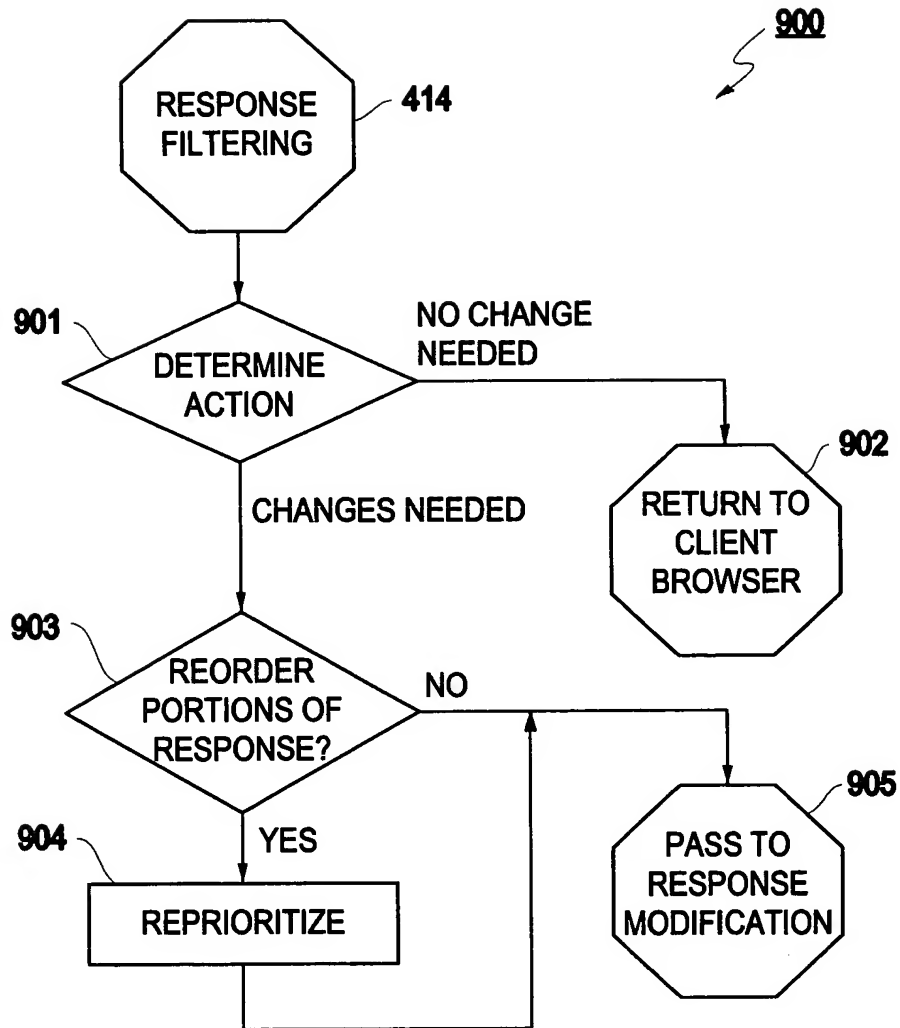 900
RESPONSE
FILTERING
414
901
DETERMINE
ACTION
NO CHANGE
NEEDED
902
RETURN TO
CLIENT
BROWSER
CHANGES NEEDED
903
REORDER
PORTIONS OF
RESPONSE?
NO
905
PASS TO
RESPONSE
MODIFICATION
YES
904
REPRIORITIZE